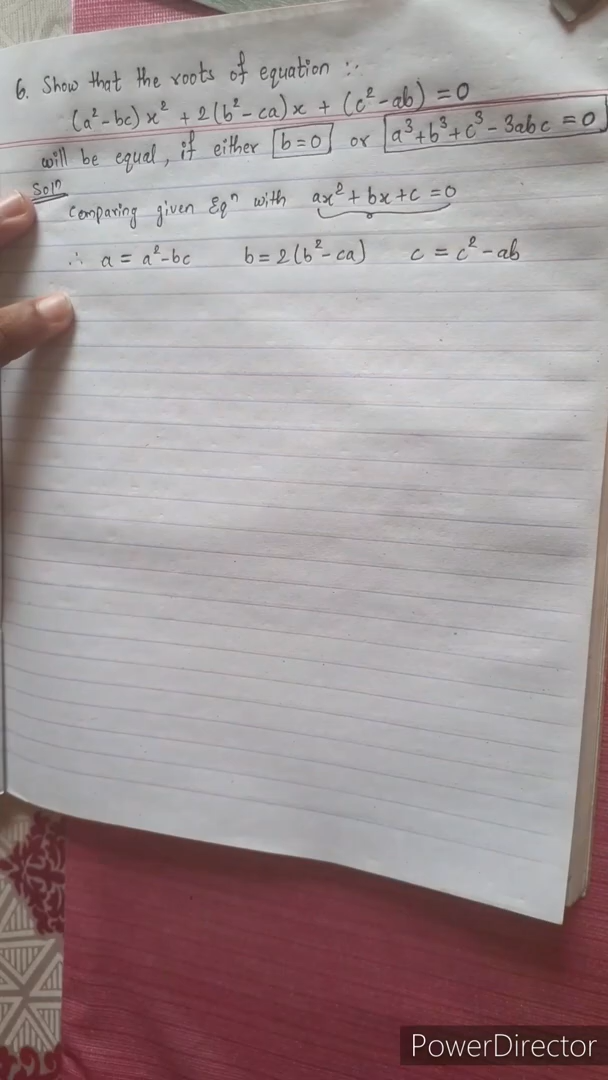 6. Show that the roots of equation :-
(a²-bc) x² + 2(b²-ca) x + (c²-ab) = 0
will be equal, if either b=0 or a³+b³+c³-3abc = 0
Solⁿ
Comparing given Eqⁿ with ax²+bx+c = 0
∴ a = a²-bc b = 2(b²-ca) c = c²-ab
PowerDirector